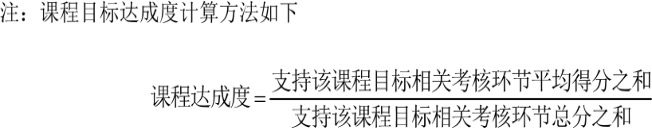 注：课程目标达成度计算方法如下
支持该课程目标相关考核环节平均得分之和
课程达成度=
支持该课程目标相关考核环节总分之和